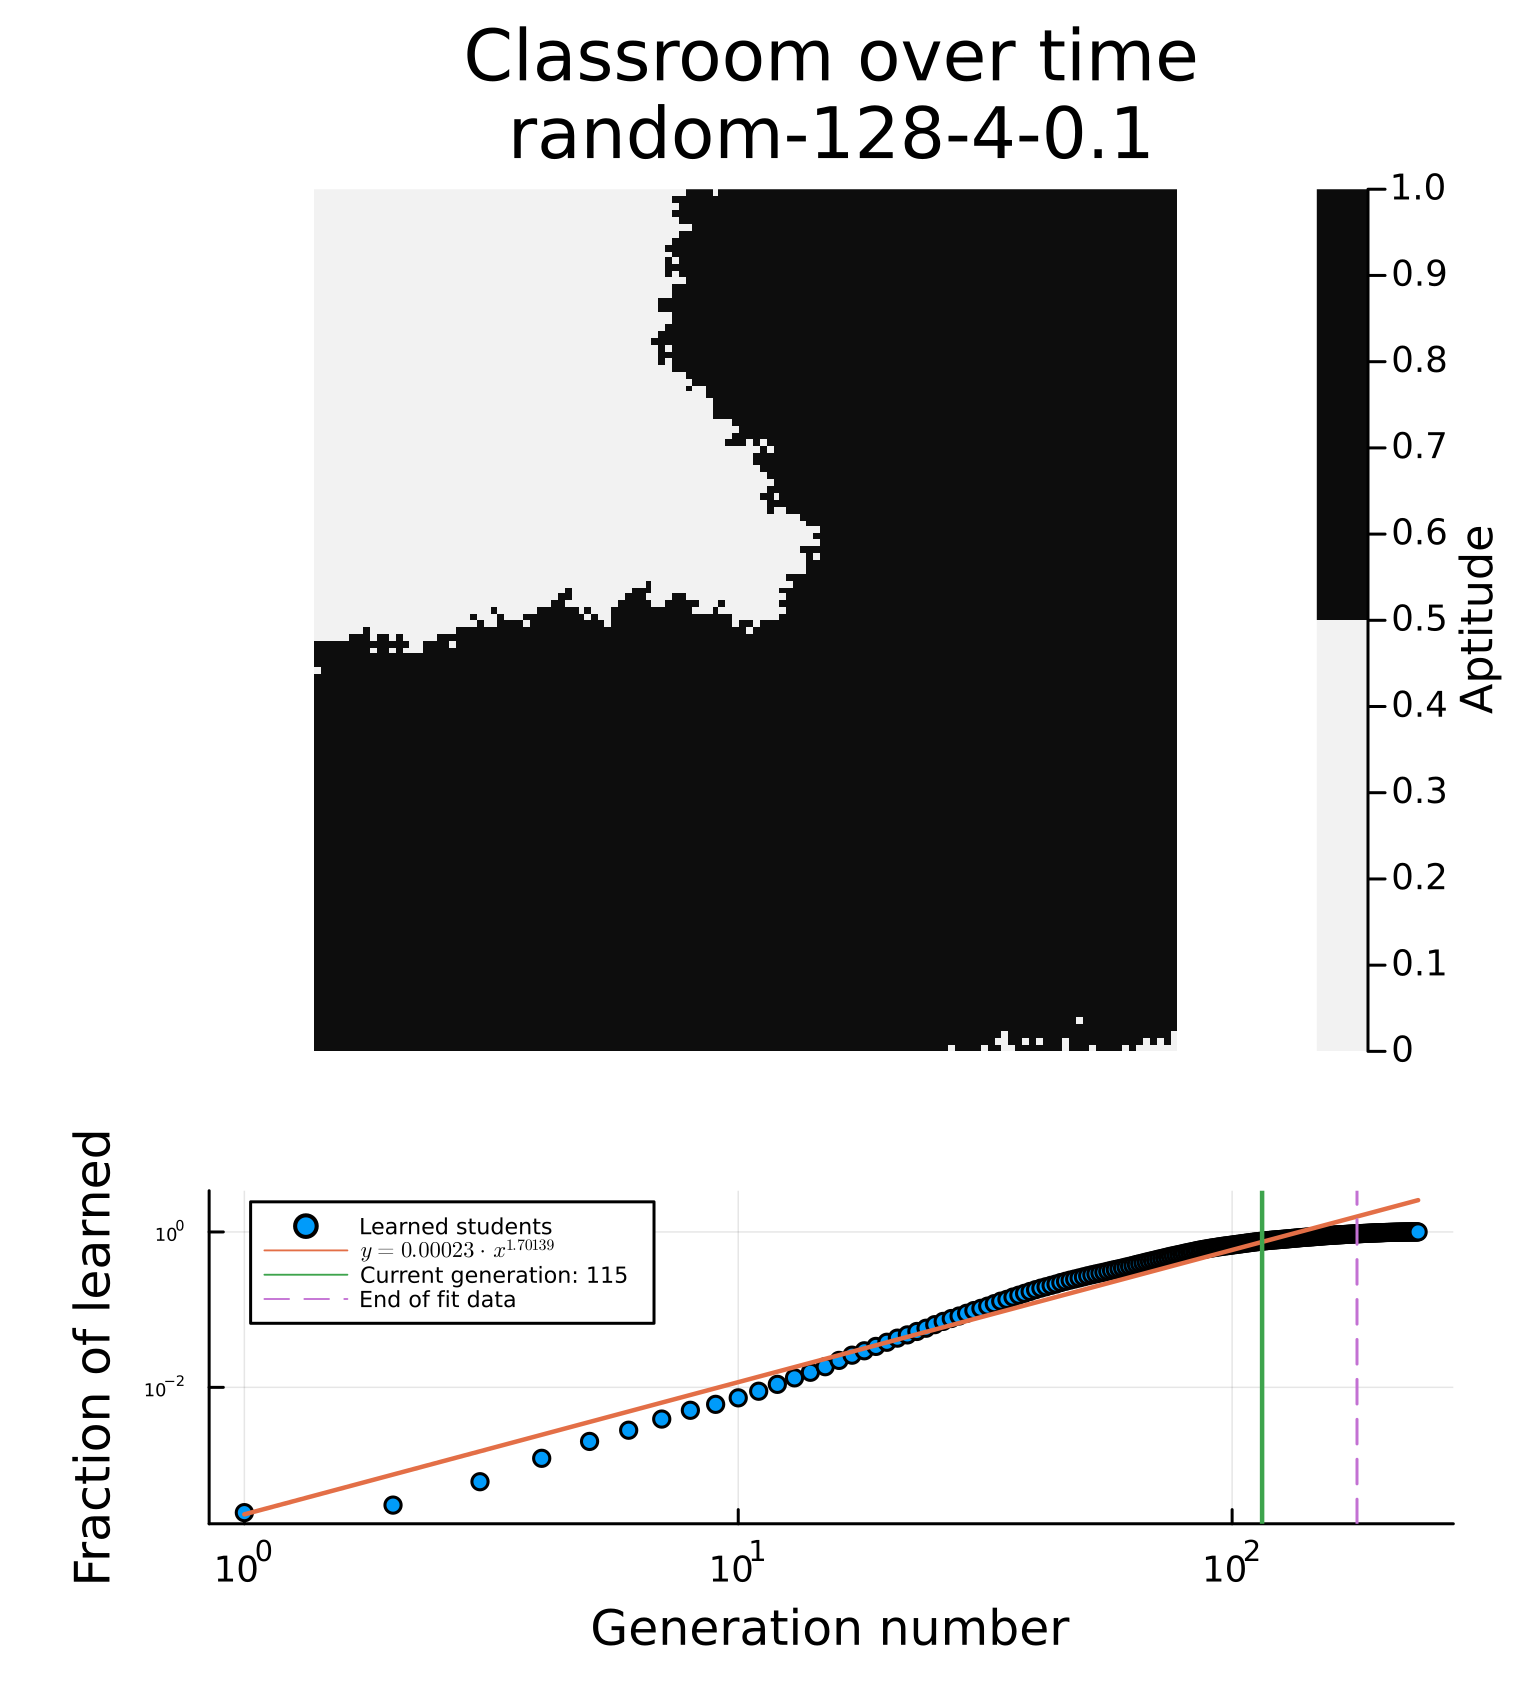 Classroom over time
random-128-4-0.1
1.0
0.9
0.8
0.7
0.6
0.5
0.4
0.3
0.2
0.1
0
Aptitude
Fraction of learned
10⁰
10⁻²
Learned students
y = 0.00023 · x^1.70139
Current generation: 115
End of fit data
10⁰
10¹
10²
Generation number